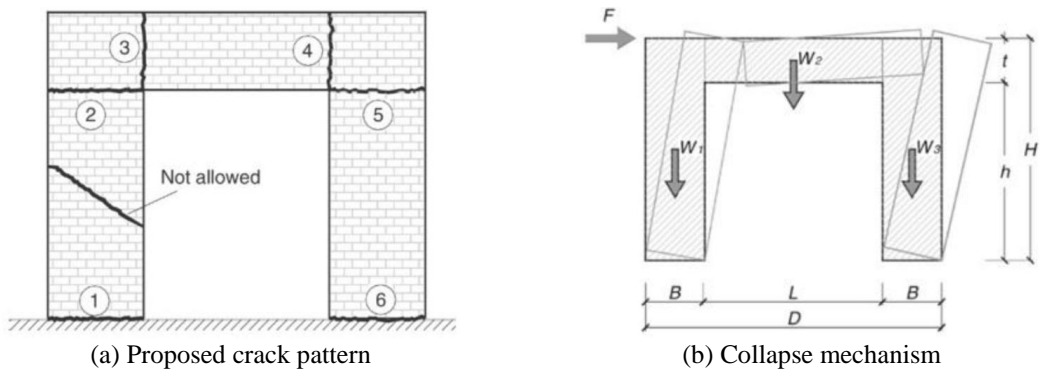 3
4
2
5
Not allowed
1
6
(a) Proposed crack pattern
F
W2
t
W1
W3
h
H
B
L
B
D
(b) Collapse mechanism